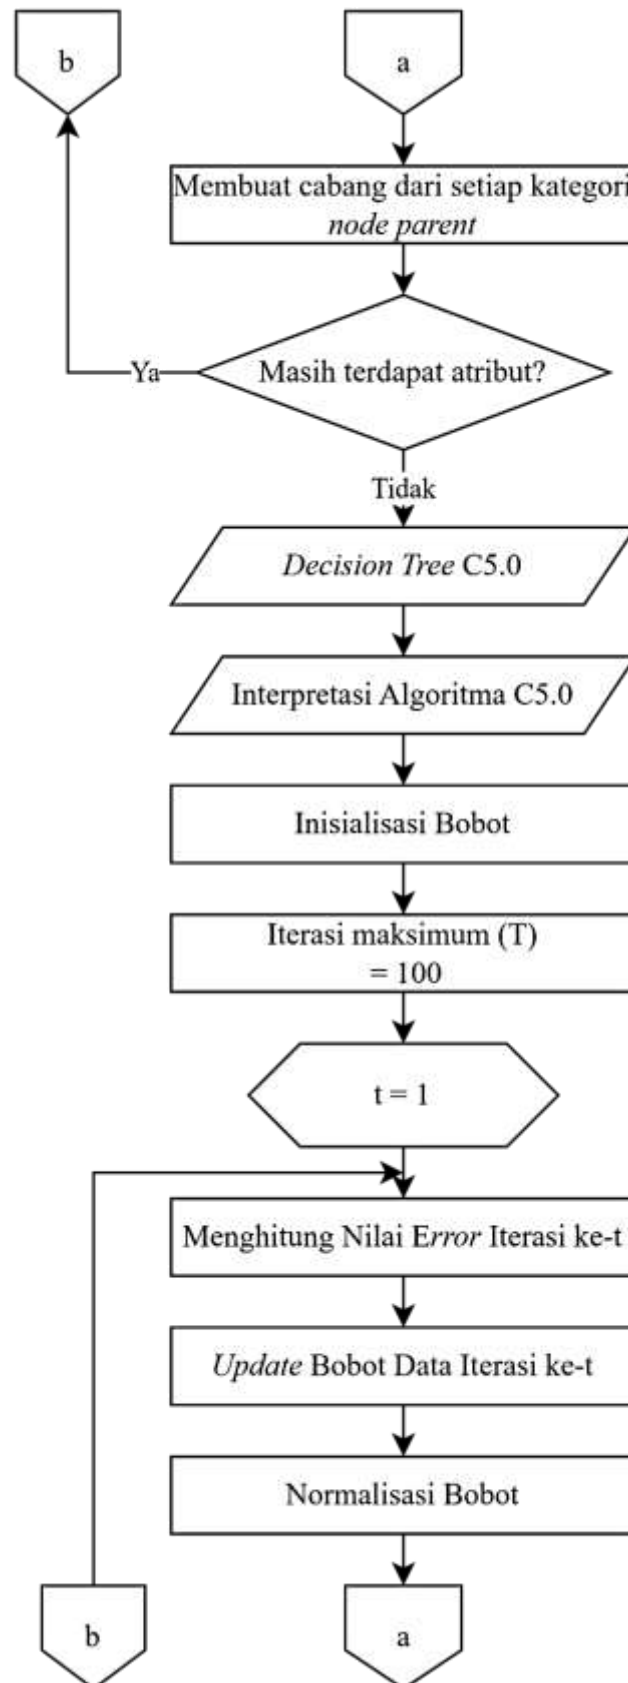 b
a
Membuat cabang dari setiap kategori
node parent
Ya
Masih terdapat atribut?
Tidak
Decision Tree C5.0
Interpretasi Algoritma C5.0
Inisialisasi Bobot
Iterasi maksimum (T)
= 100
t = 1
Menghitung Nilai Error Iterasi ke-t
Update Bobot Data Iterasi ke-t
Normalisasi Bobot
b
a